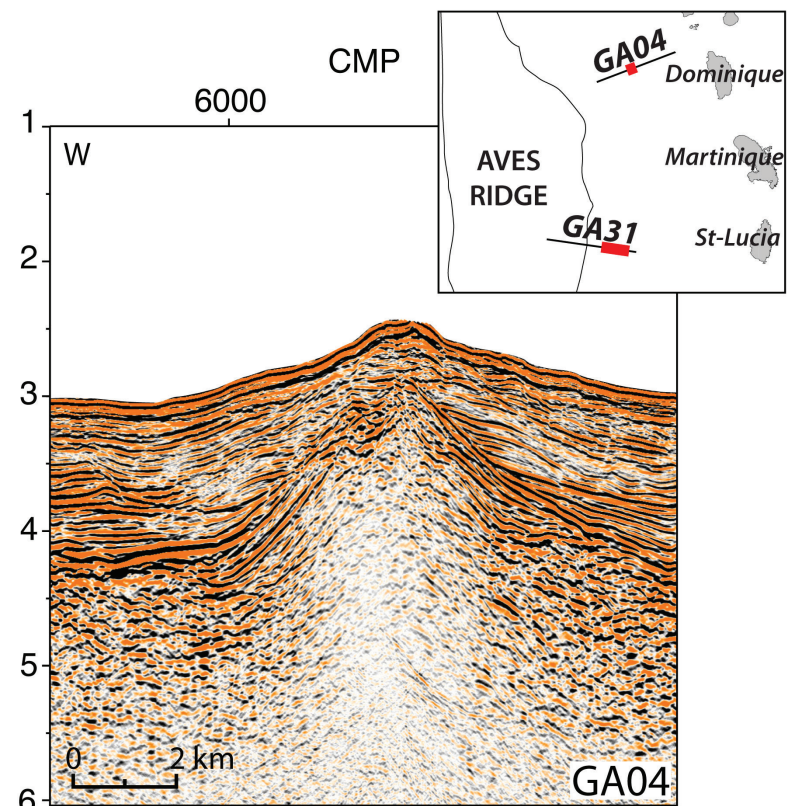 CMP
6000
1
W
2
3
4
5
6
0
2 km
GA04
GA04
Dominique
Martinique
AVES
RIDGE
GA31
St-Lucia